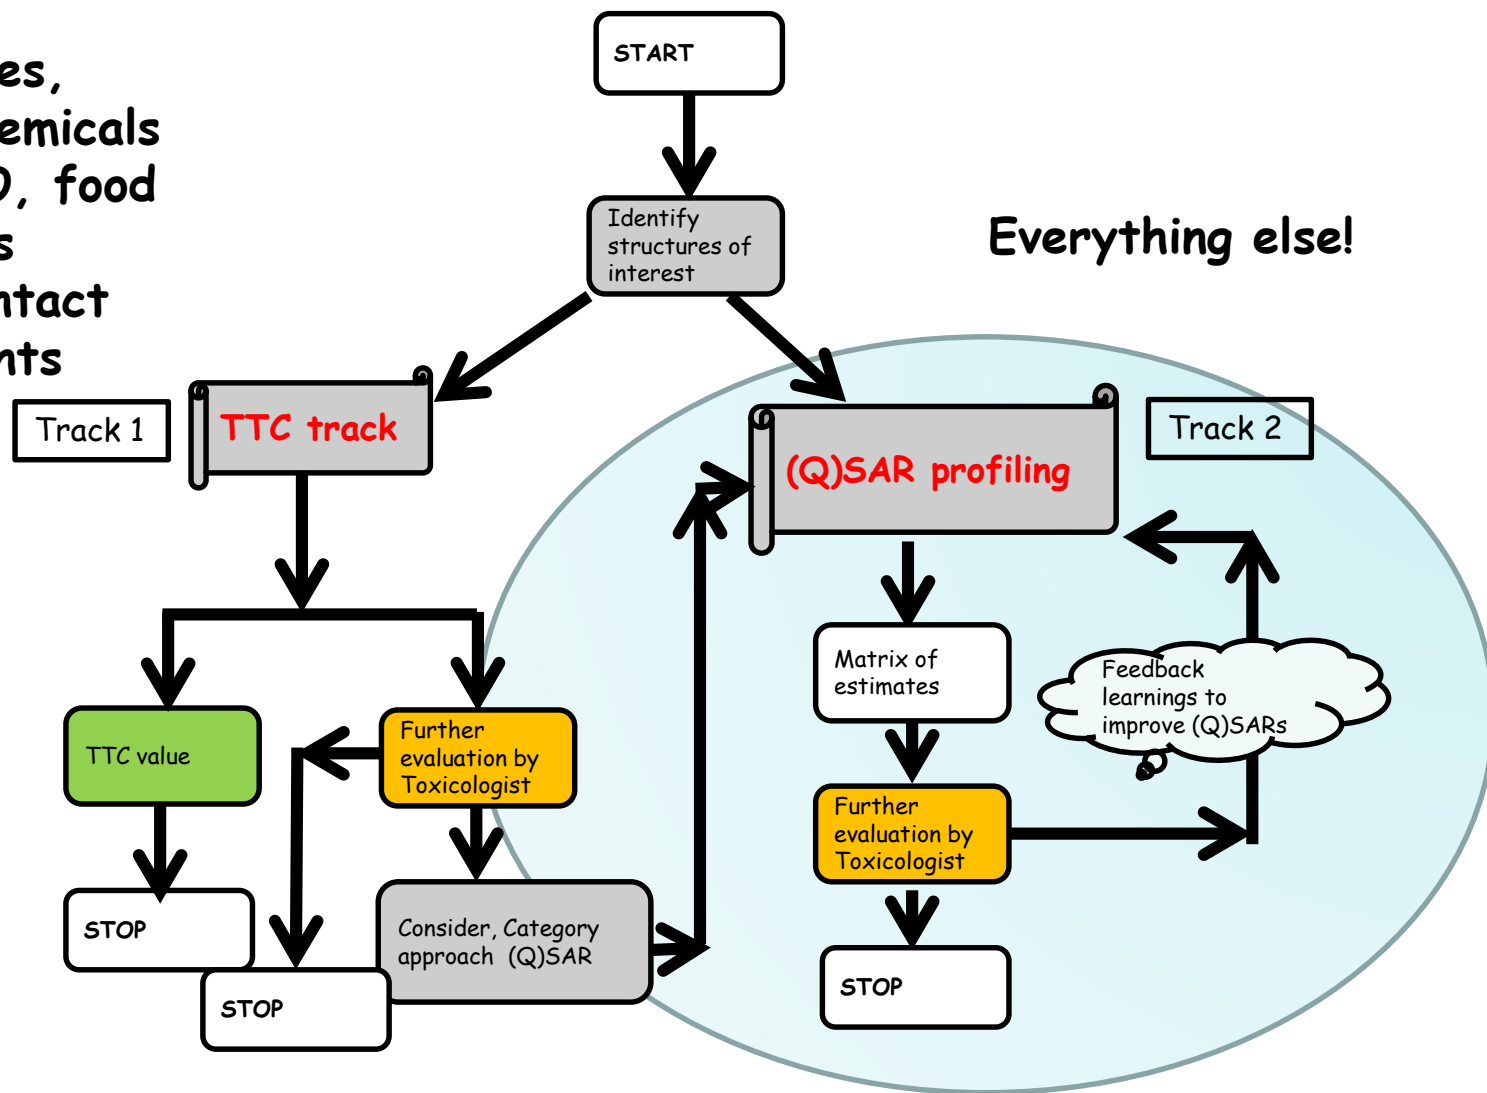 START
es,
emicals
, food
s
ntact
nts
Identify
structures of
interest
Everything else!
Track 1
TTC track
(Q)SAR profiling
Track 2
Matrix of
estimates
Feedback
learnings to
improve (Q)SARs
TTC value
Further
evaluation by
Toxicologist
Further
evaluation by
Toxicologist
STOP
Consider, Category
approach (Q)SAR
STOP
STOP